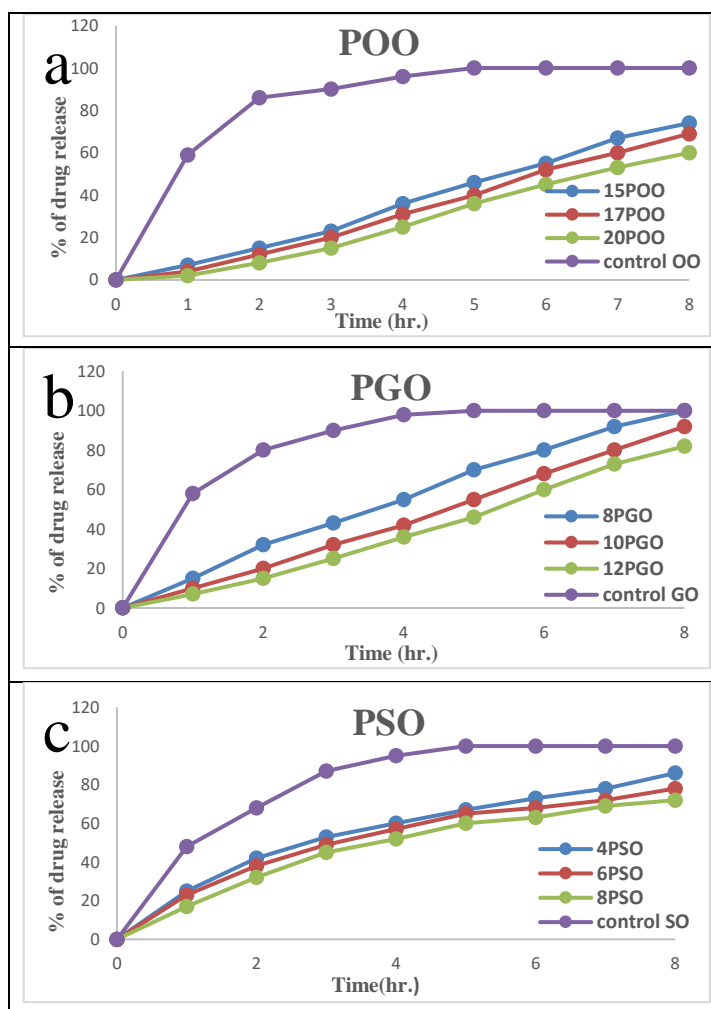 a
POO
120
100
80
60
40
20
0
% of drug release
15POO
17POO
20POO
control OO
0 1 2 3 4 5 6 7 8
Time (hr.)
b
PGO
120
100
80
60
40
20
0
% of drug release
8PGO
10PGO
12PGO
control GO
0 2 4 6 8
Time (hr.)
c
PSO
120
100
80
60
40
20
0
% of drug release
4PSO
6PSO
8PSO
control SO
0 2 4 6 8
Time(hr.)